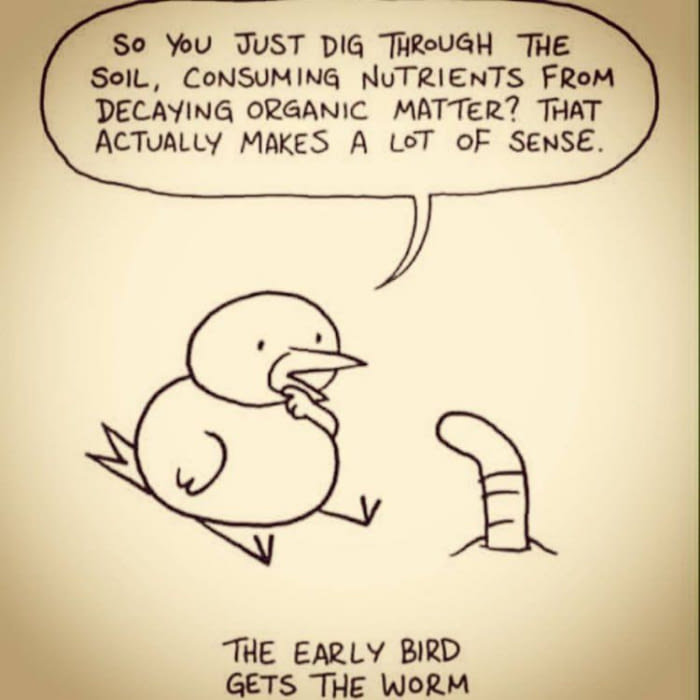 SO YOU JUST DIG THROUGH THE
SOIL, CONSUMING NUTRIENTS FROM
DECAYING ORGANIC MATTER? THAT
ACTUALLY MAKES A LOT OF SENSE.
THE EARLY BIRD
GETS THE WORM